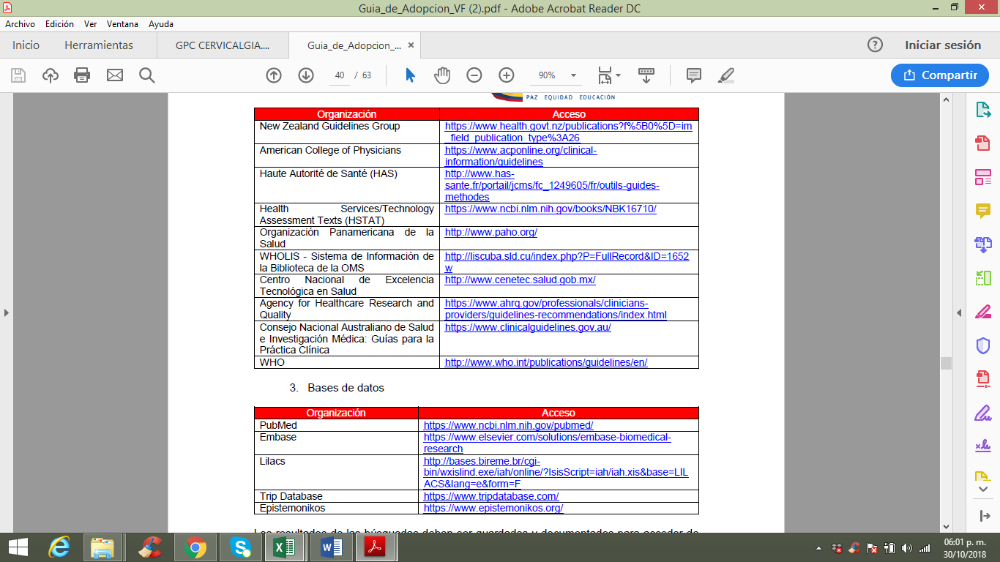 Guia_de_Adopcion_VF (2).pdf - Adobe Acrobat Reader DC
Archivo Edición Ver Ventana Ayuda
Inicio Herramientas GPC CERVICALGIA.... Guia_de_Adopcion_... × Iniciar sesión
40 / 63 90% Compartir
PAZ EQUIDAD EDUCACIÓN
Organización Acceso
New Zealand Guidelines Group https://www.health.govt.nz/publications?f%5B0%5D=im
_field_publication_type%3A26
American College of Physicians https://www.acponline.org/clinical-
information/guidelines
Haute Autorité de Santé (HAS) http://www.has-
sante.fr/portail/jcms/fc_1249605/fr/outils-guides-
methodes
Health Services/Technology https://www.ncbi.nlm.nih.gov/books/NBK16710/
Assessment Texts (HSTAT)
Organización Panamericana de la http://www.paho.org/
Salud
WHOLIS - Sistema de Información de http://liscuba.sld.cu/index.php?P=FullRecord&ID=1652
la Biblioteca de la OMS w
Centro Nacional de Excelencia http://www.cenetec.salud.gob.mx/
Tecnológica en Salud
Agency for Healthcare Research and https://www.ahrq.gov/professionals/clinicians-
Quality providers/guidelines-recommendations/index.html
Consejo Nacional Australiano de Salud https://www.clinicalguidelines.gov.au/
e Investigación Médica: Guías para la
Práctica Clínica
WHO http://www.who.int/publications/guidelines/en/
3. Bases de datos
Organización Acceso
PubMed https://www.ncbi.nlm.nih.gov/pubmed/
Embase https://www.elsevier.com/solutions/embase-biomedical-
research
Lilacs http://bases.bireme.br/cgi-
bin/wxislind.exe/iah/online/?IsisScript=iah/iah.xis&base=LIL
ACS&lang=e&form=F
Trip Database https://www.tripdatabase.com/
Epistemonikos https://www.epistemonikos.org/
Los resultados de las búsquedas deben ser guardados y documentados para acceder de
06:01 p. m.
30/10/2018